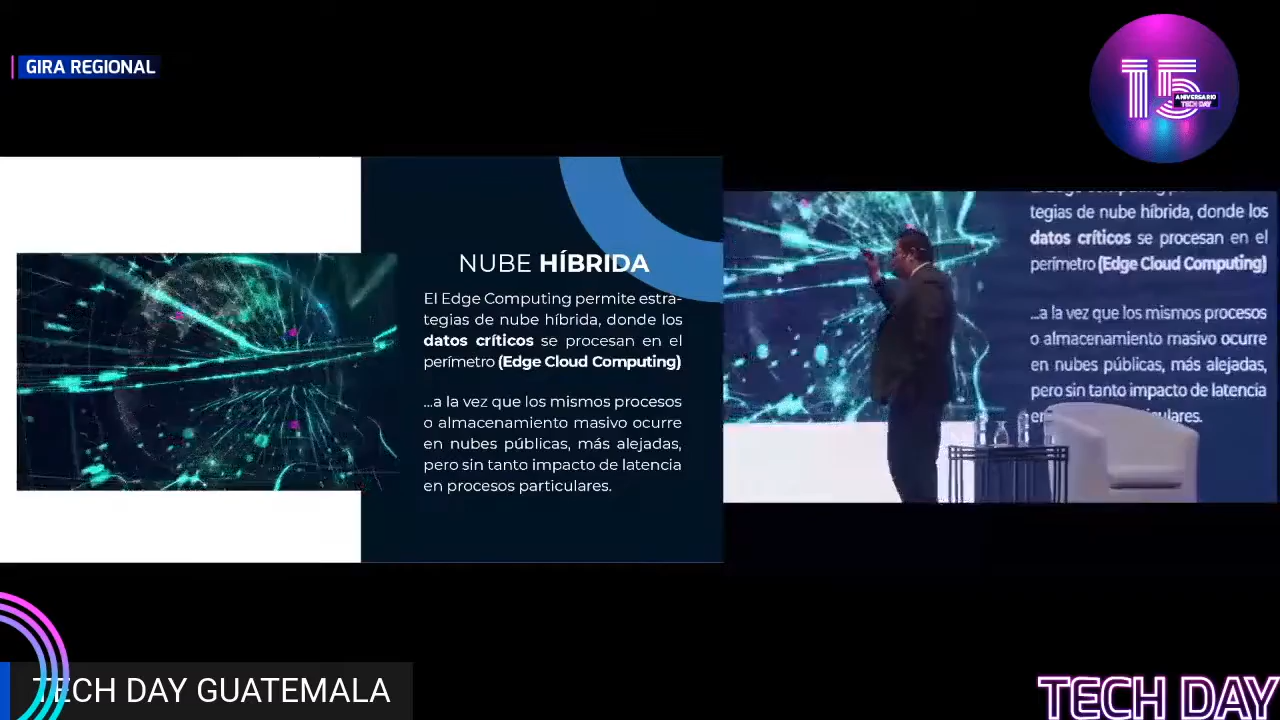 GIRA REGIONAL
15
ANIVERSARIO
TECH DAY
NUBE HÍBRIDA
El Edge Computing permite estra-
tegias de nube híbrida, donde los
datos críticos se procesan en el
perímetro (Edge Cloud Computing)
...a la vez que los mismos procesos
o almacenamiento masivo ocurre
en nubes públicas, más alejadas,
pero sin tanto impacto de latencia
en procesos particulares.
tegias de nube híbrida, donde los
datos críticos se procesan en el
perímetro (Edge Cloud Computing)
...a la vez que los mismos procesos
o almacenamiento masivo ocurre
en nubes públicas, más alejadas,
pero sin tanto impacto de latencia
TECH DAY GUATEMALA
TECH DAY